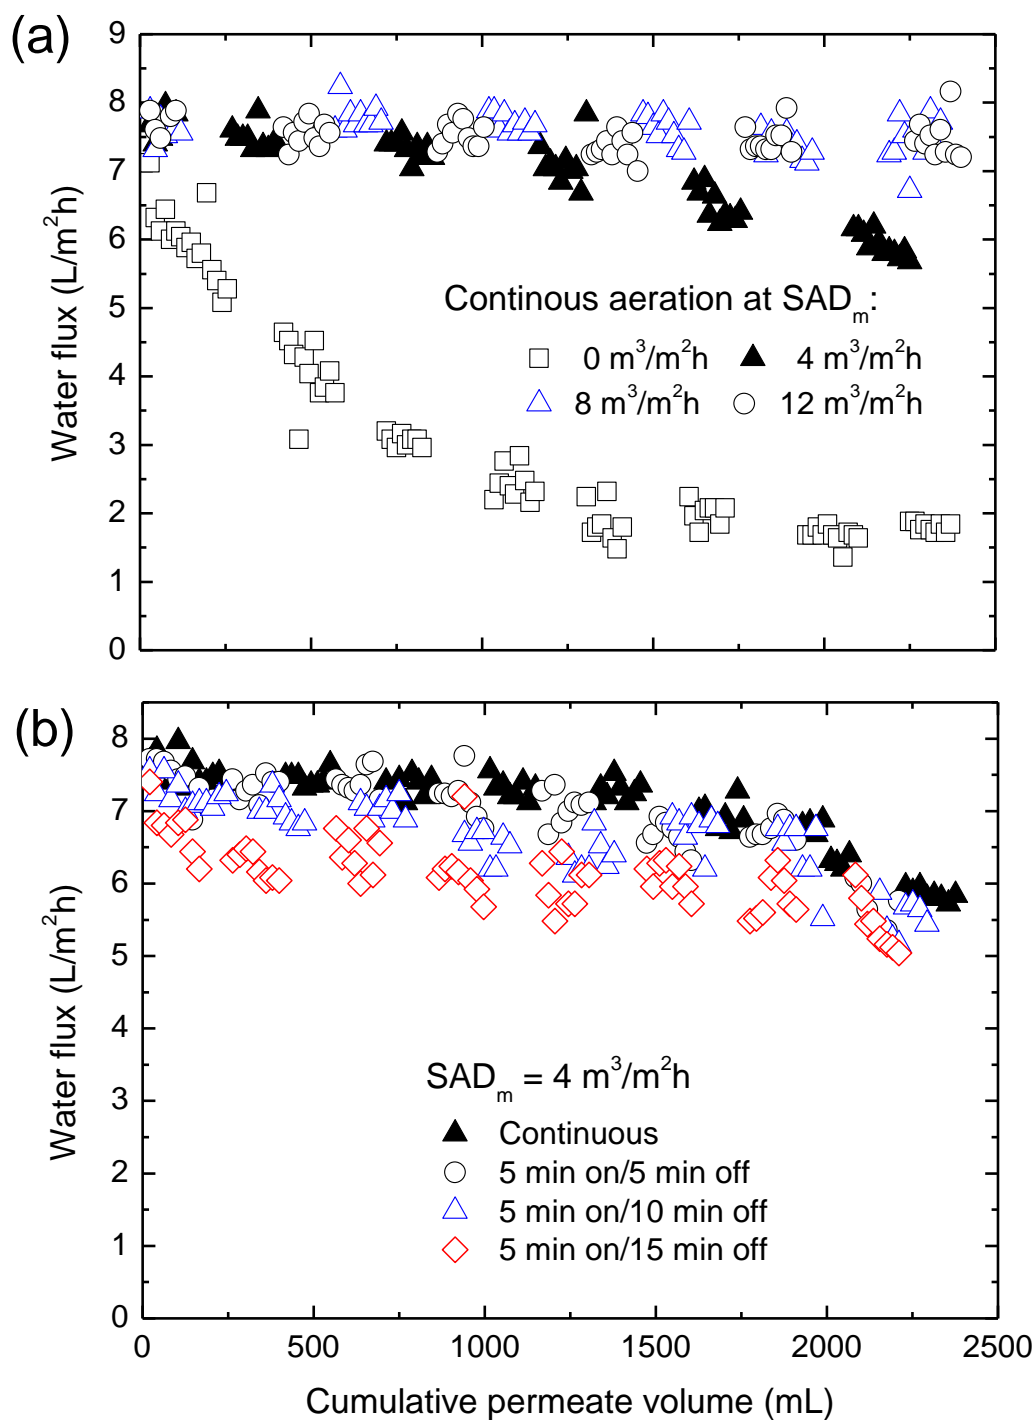 (a)
9
8
7
6
5
4
3
2
1
0
Water flux (L/m²h)
Continous aeration at SADₘ:
0 m³/m²h 4 m³/m²h
8 m³/m²h 12 m³/m²h
(b)
8
7
6
5
4
3
2
1
0
Water flux (L/m²h)
SADₘ = 4 m³/m²h
Continuous
5 min on/5 min off
5 min on/10 min off
5 min on/15 min off
0 500 1000 1500 2000 2500
Cumulative permeate volume (mL)